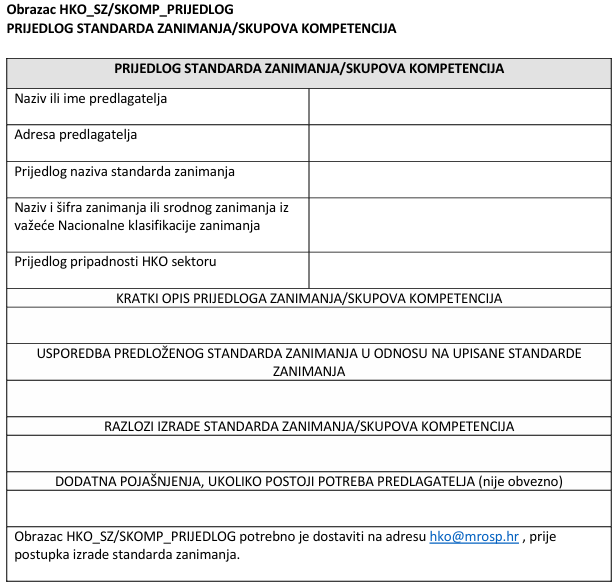 Obrazac HKO_SZ/SKOMP_PRIJEDLOG
PRIJEDLOG STANDARDA ZANIMANJA/SKUPOVA KOMPETENCIJA
PRIJEDLOG STANDARDA ZANIMANJA/SKUPOVA KOMPETENCIJA
Naziv ili ime predlagatelja
Adresa predlagatelja
Prijedlog naziva standarda zanimanja
Naziv i šifra zanimanja ili srodnog zanimanja iz
važeće Nacionalne klasifikacije zanimanja
Prijedlog pripadnosti HKO sektoru
KRATKI OPIS PRIJEDLOGA ZANIMANJA/SKUPOVA KOMPETENCIJA
USPOREDBA PREDLOŽENOG STANDARDA ZANIMANJA U ODNOSU NA UPISANE STANDARDE
ZANIMANJA
RAZLOZI IZRADE STANDARDA ZANIMANJA/SKUPOVA KOMPETENCIJA
DODATNA POJAŠNJENJA, UKOLIKO POSTOJI POTREBA PREDLAGATELJA (nije obvezno)
Obrazac HKO_SZ/SKOMP_PRIJEDLOG potrebno je dostaviti na adresu hko@mrosp.hr , prije
postupka izrade standarda zanimanja.